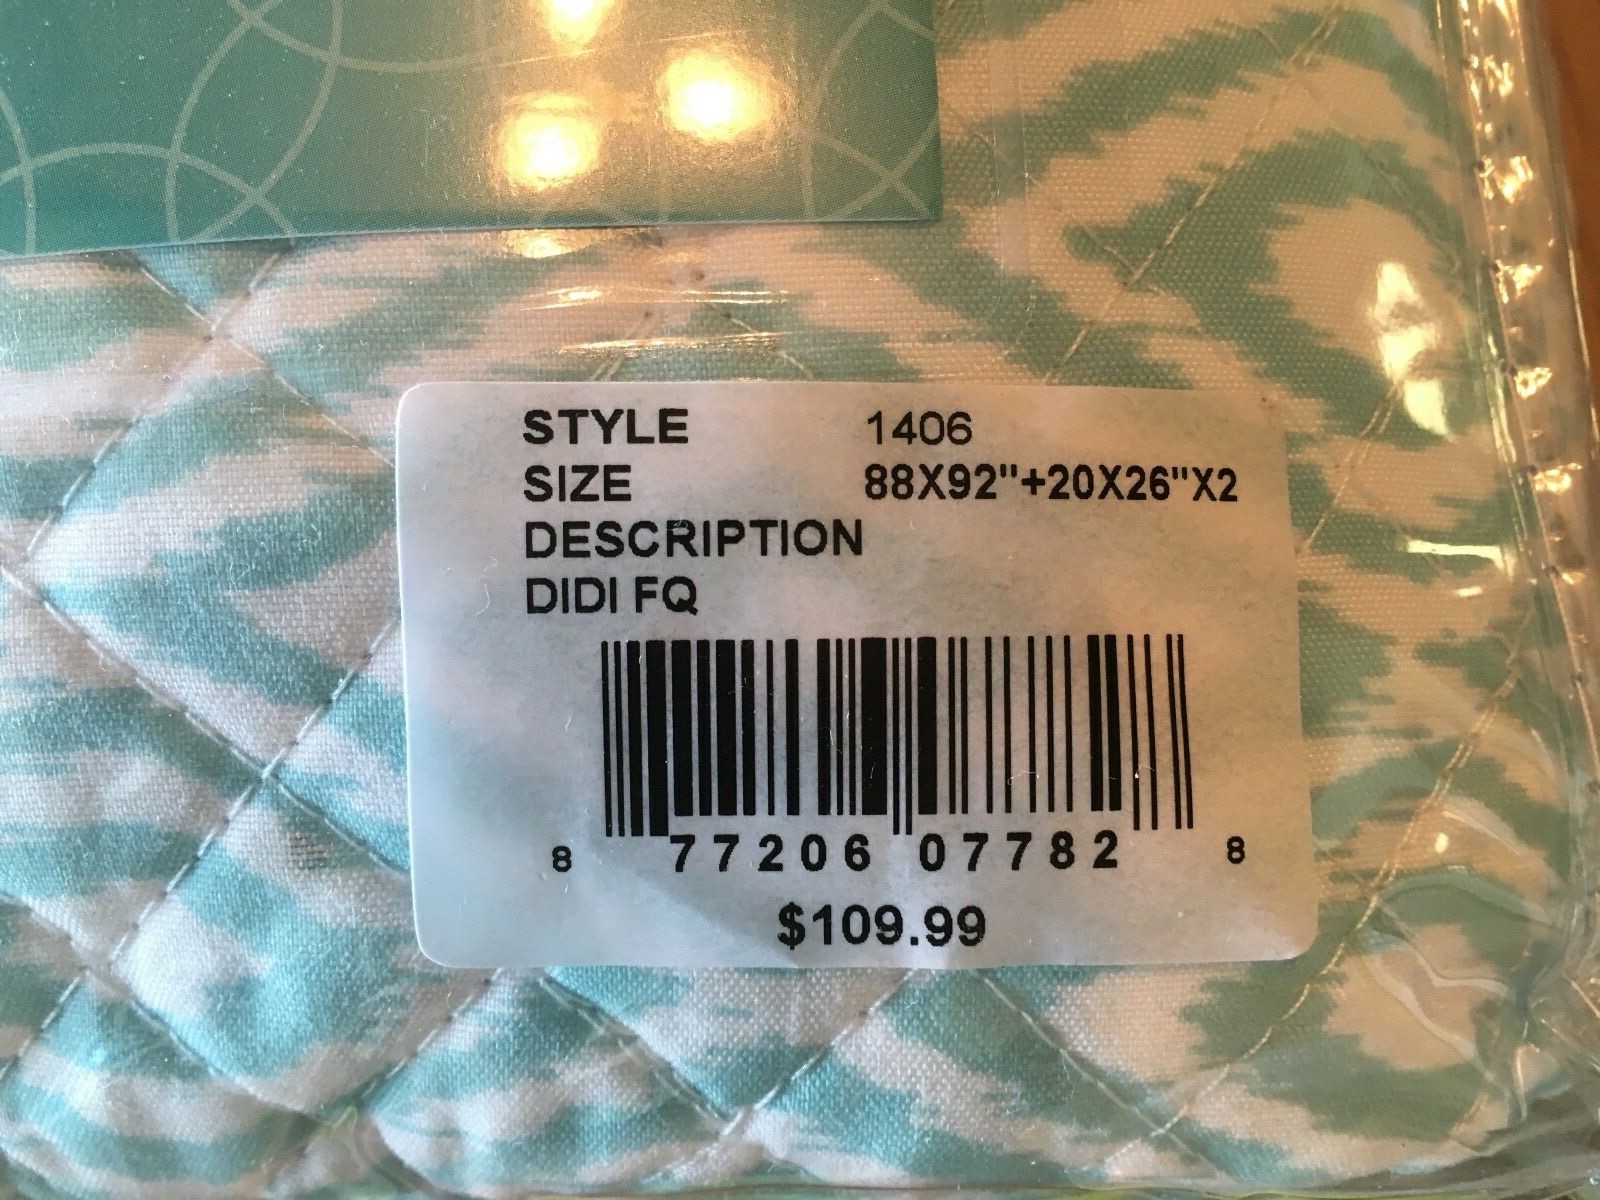 STYLE 1406
SIZE 88X92"+20X26"X2
DESCRIPTION
DIDI FQ
8 77206 07782 8
$109.99